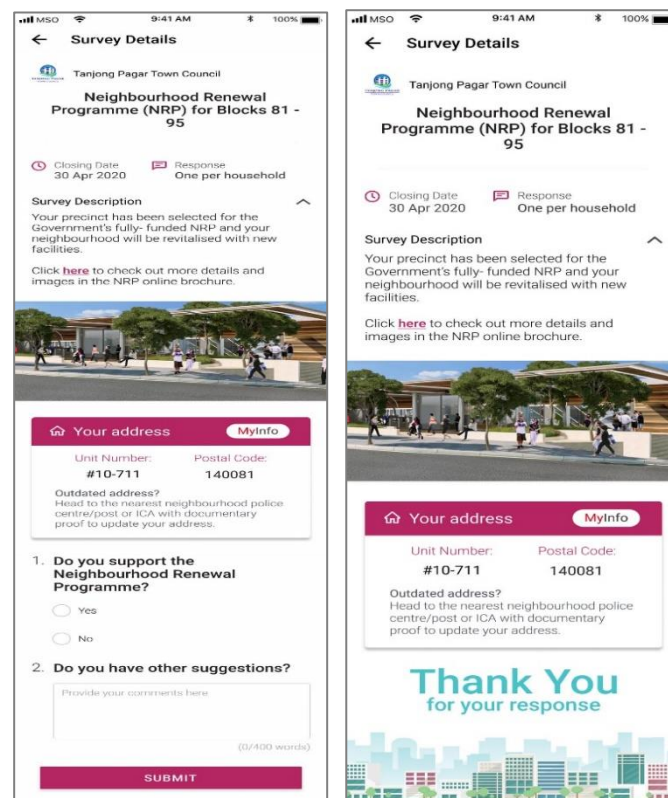 MSO 9:41 AM 100%
Survey Details
Tanjong Pagar Town Council
Neighbourhood Renewal
Programme (NRP) for Blocks 81 -
95
Closing Date Response
30 Apr 2020 One per household
Survey Description
Your precinct has been selected for the
Government's fully- funded NRP and your
neighbourhood will be revitalised with new
facilities.
Click here to check out more details and
images in the NRP online brochure.
Your address MyInfo
Unit Number: Postal Code:
#10-711 140081
Outdated address?
Head to the nearest neighbourhood police
centre/post or ICA with documentary
proof to update your address.
1. Do you support the
Neighbourhood Renewal
Programme?
Yes
No
2. Do you have other suggestions?
Provide your comments here
(0/400 words)
SUBMIT
MSO 9:41 AM 100%
Survey Details
Tanjong Pagar Town Council
Neighbourhood Renewal
Programme (NRP) for Blocks 81 -
95
Closing Date Response
30 Apr 2020 One per household
Survey Description
Your precinct has been selected for the
Government's fully- funded NRP and your
neighbourhood will be revitalised with new
facilities.
Click here to check out more details and
images in the NRP online brochure.
Your address MyInfo
Unit Number: Postal Code:
#10-711 140081
Outdated address?
Head to the nearest neighbourhood police
centre/post or ICA with documentary
proof to update your address.
Thank You
for your response